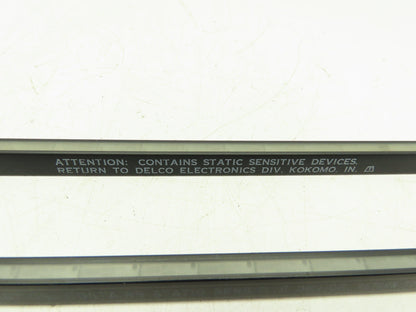 ATTENTION: CONTAINS STATIC SENSITIVE DEVICES.
RETURN TO DELCO ELECTRONICS DIV. KOKOMO, IN.